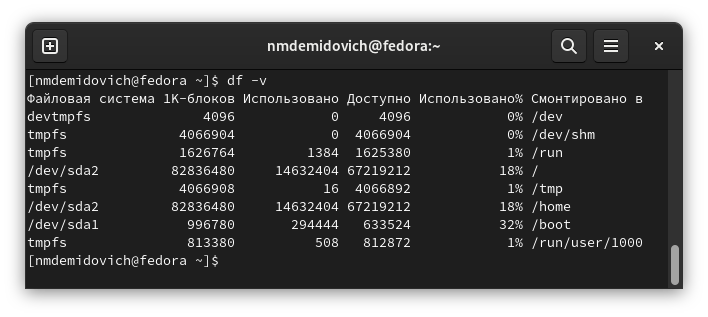 nmdemidovich@fedora:~
[nmdemidovich@fedora ~]$ df -v
Файловая система 1K-блоков Использовано Доступно Использовано% Смонтировано в
devtmpfs 4096 0 4096 0% /dev
tmpfs 4066904 0 4066904 0% /dev/shm
tmpfs 1626764 1384 1625380 1% /run
/dev/sda2 82836480 14632404 67219212 18% /
tmpfs 4066908 16 4066892 1% /tmp
/dev/sda2 82836480 14632404 67219212 18% /home
/dev/sda1 996780 294444 633524 32% /boot
tmpfs 813380 508 812872 1% /run/user/1000
[nmdemidovich@fedora ~]$